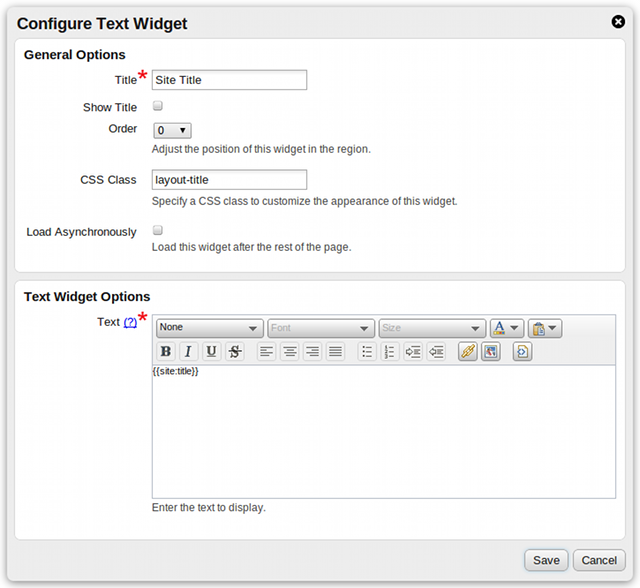 Configure Text Widget
General Options
Title* Site Title
Show Title
Order 0
Adjust the position of this widget in the region.
CSS Class layout-title
Specify a CSS class to customize the appearance of this widget.
Load Asynchronously
Load this widget after the rest of the page.
Text Widget Options
Text (?)* None Font Size A
B I U S
{{site:title}}
Enter the text to display.
Save Cancel